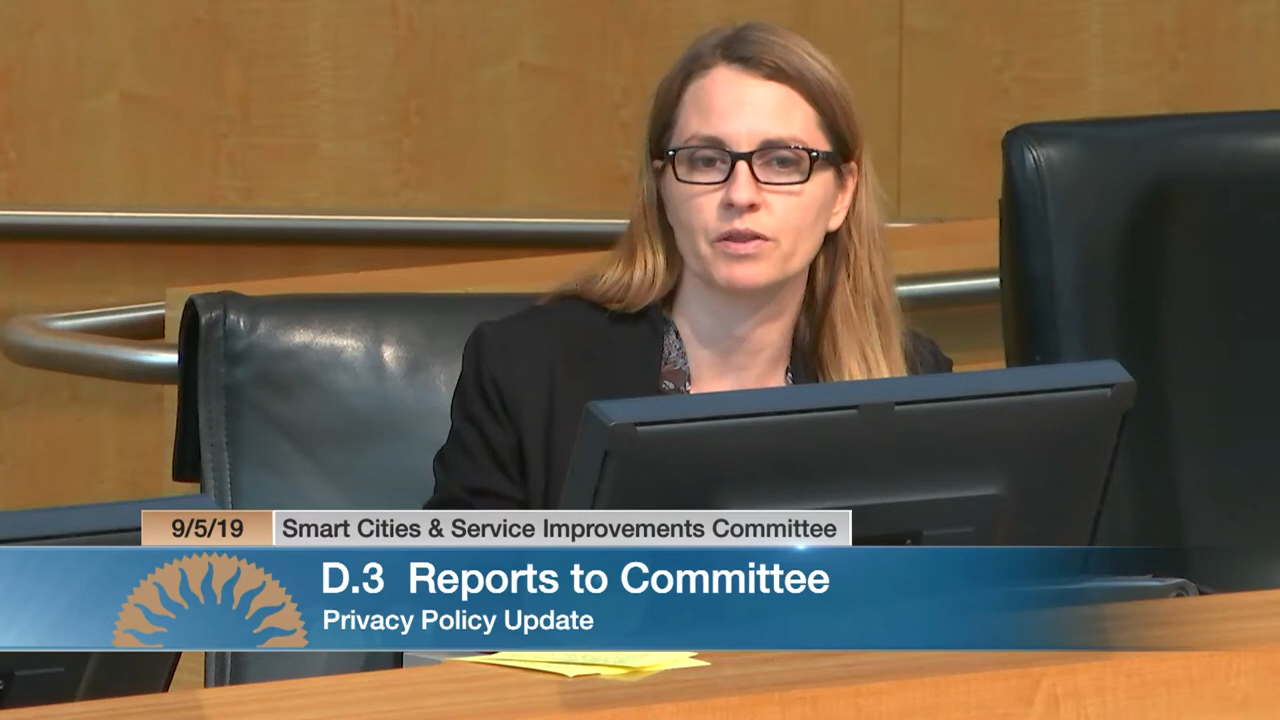 9/5/19 Smart Cities & Service Improvements Committee
D.3 Reports to Committee
Privacy Policy Update